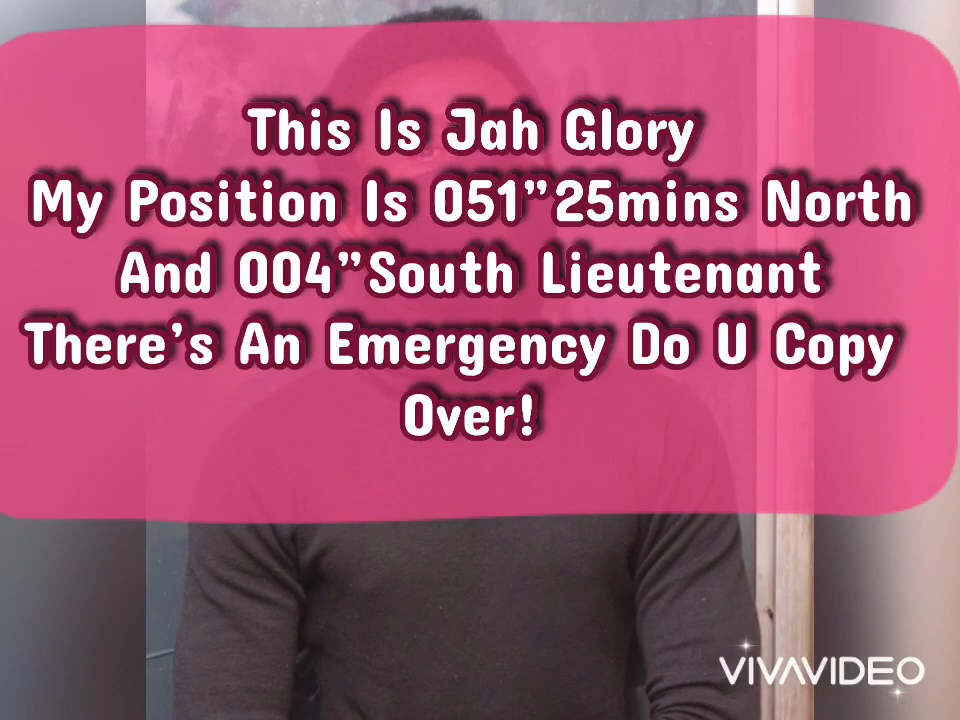 This Is Jah Glory
My Position Is 051”25mins North
And 004”South Lieutenant
There’s An Emergency Do U Copy
Over!
VIVAVIDEO